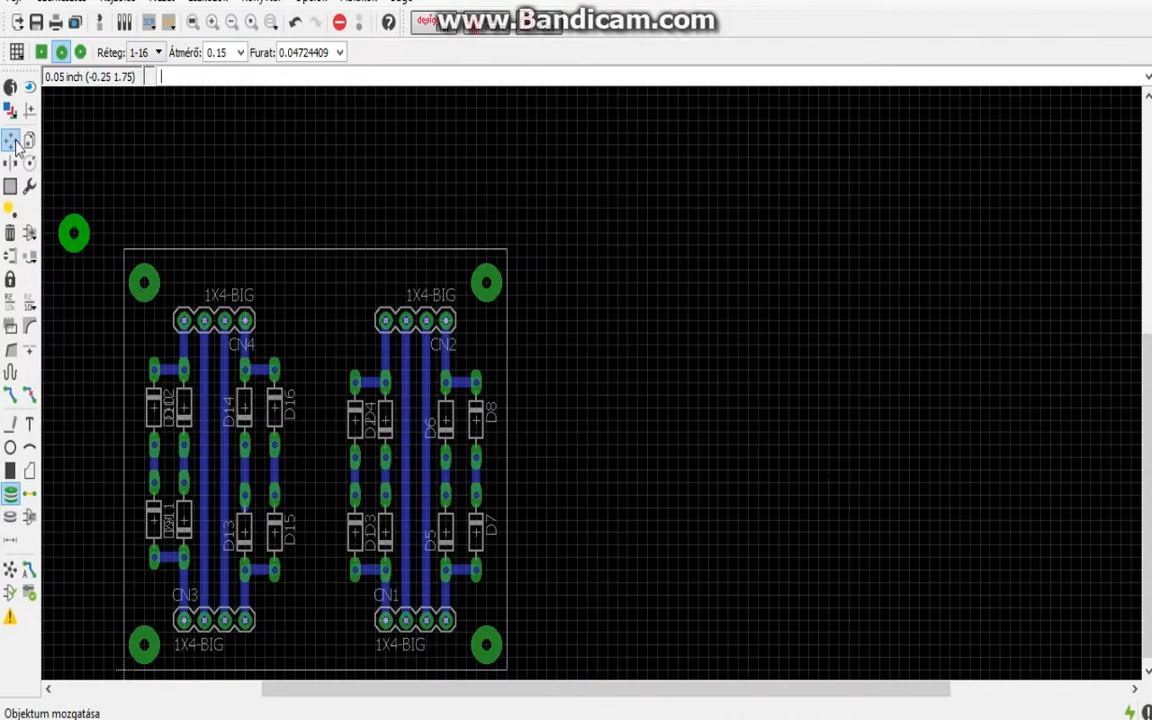 www.Bandicam.com
Réteg: 1-16 Átmérő: 0.15 Furat: 0.04724409
0.05 inch (-0.25 1.75)
1X4-BIG 1X4-BIG
CN4 CN2
D14 D16 D6 D8
D13 D15 D5 D7
CN3 CN1
1X4-BIG 1X4-BIG
Objektum mozgatása